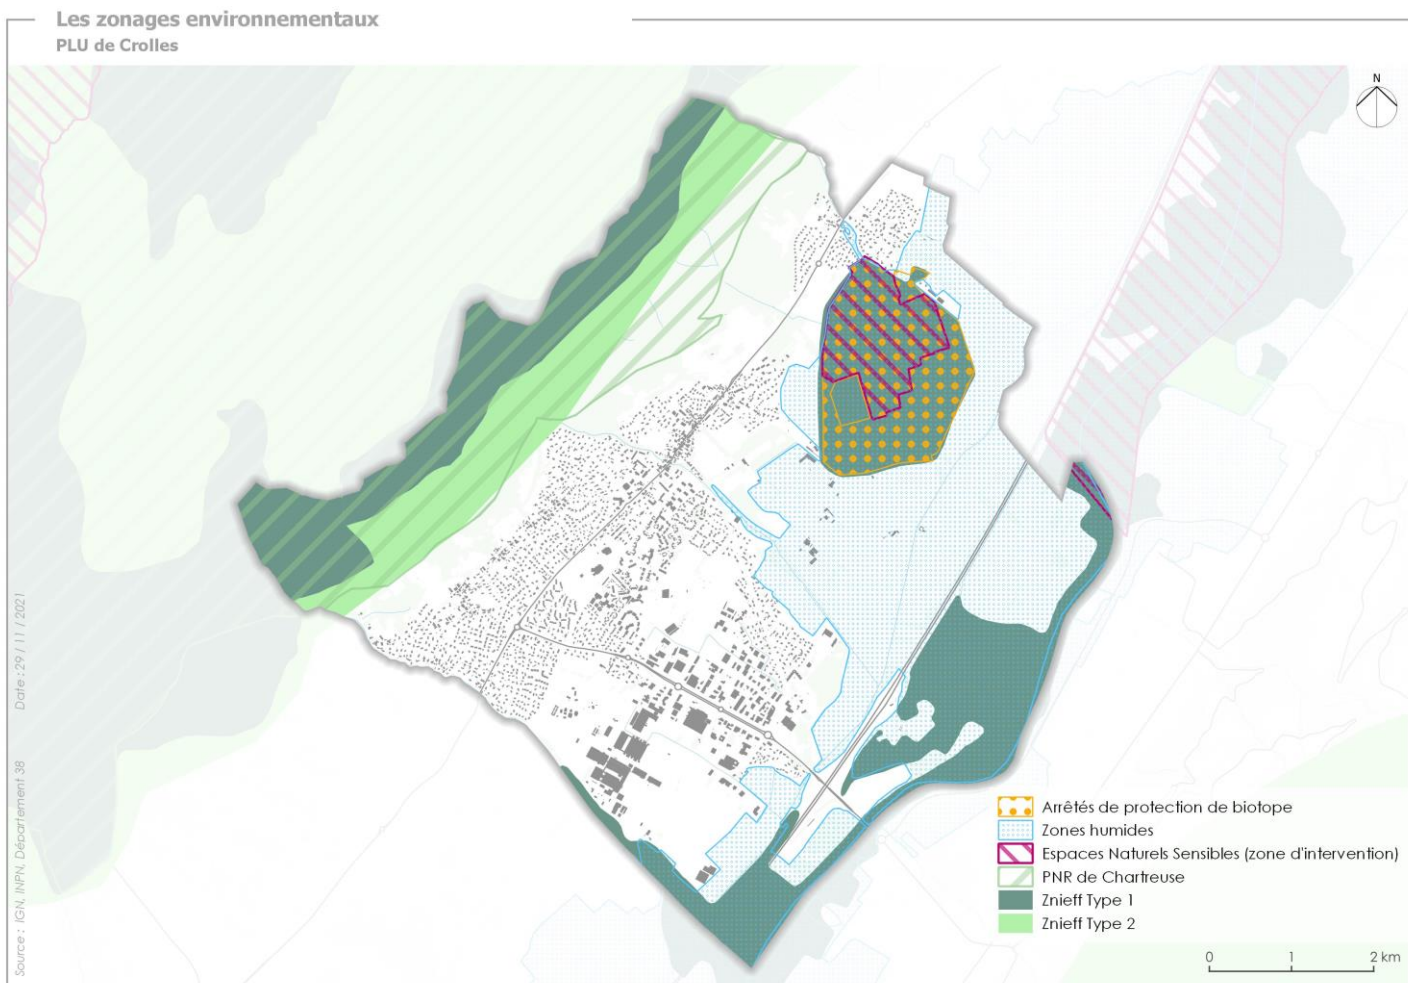 Les zonages environnementaux
PLU de Crolles
N
Arrêtés de protection de biotope
Zones humides
Espaces Naturels Sensibles (zone d'intervention)
PNR de Chartreuse
Znieff Type 1
Znieff Type 2
0 1 2 km
Source : IGN, INPN, Département 38 Date : 29 / 11 / 2021